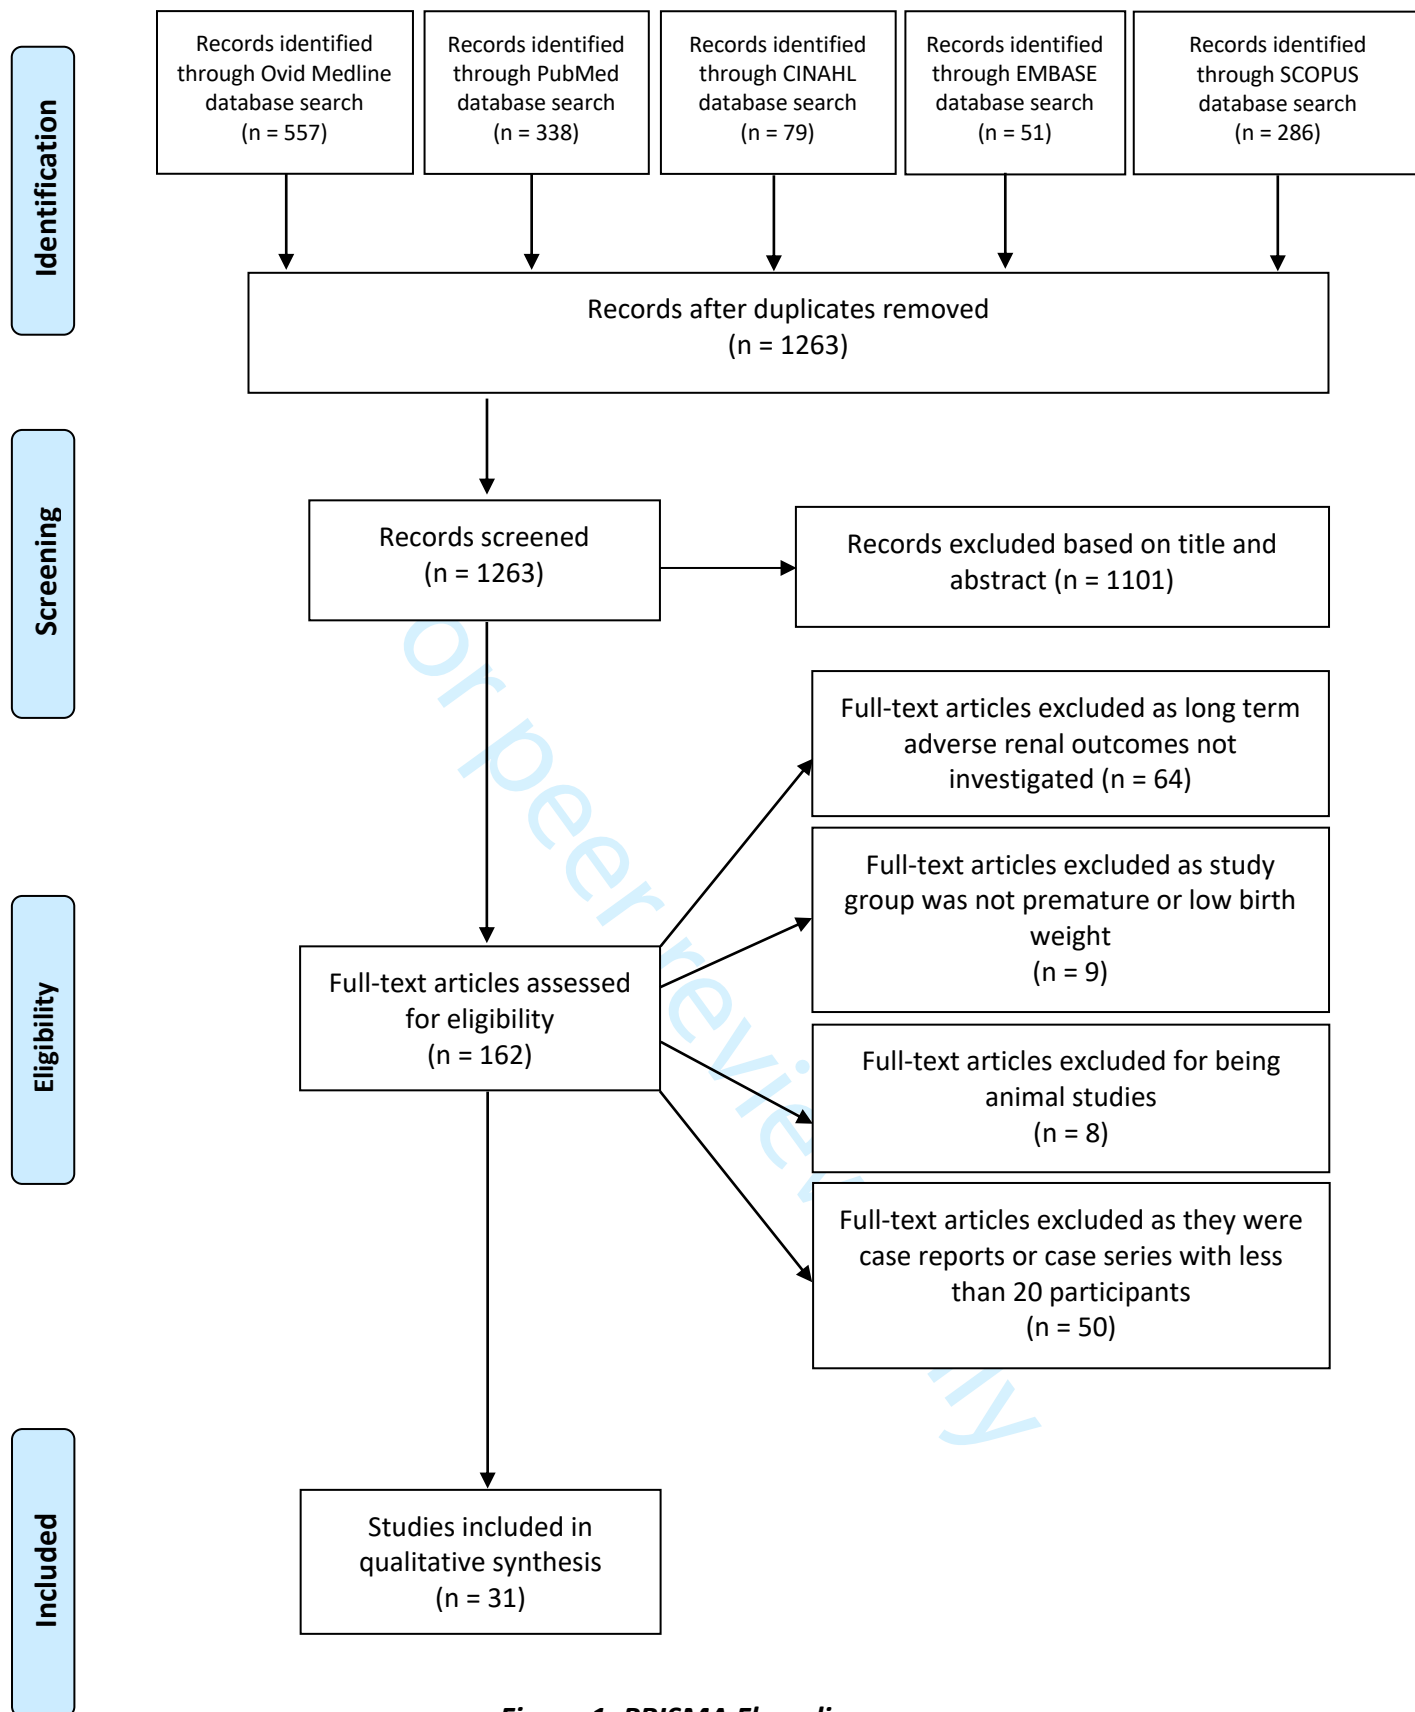 Identification
Records identified
through Ovid Medline
database search
(n = 557)
Records identified
through PubMed
database search
(n = 338)
Records identified
through CINAHL
database search
(n = 79)
Records identified
through EMBASE
database search
(n = 51)
Records identified
through SCOPUS
database search
(n = 286)
Records after duplicates removed
(n = 1263)
Screening
Records screened
(n = 1263)
Records excluded based on title and
abstract (n = 1101)
or peer review
lly
Full-text articles excluded as long term
adverse renal outcomes not
investigated (n = 64)
Full-text articles excluded as study
group was not premature or low birth
weight
(n = 9)
Eligibility
Full-text articles assessed
for eligibility
(n = 162)
Full-text articles excluded for being
animal studies
(n = 8)
Full-text articles excluded as they were
case reports or case series with less
than 20 participants
(n = 50)
Included
Studies included in
qualitative synthesis
(n = 31)